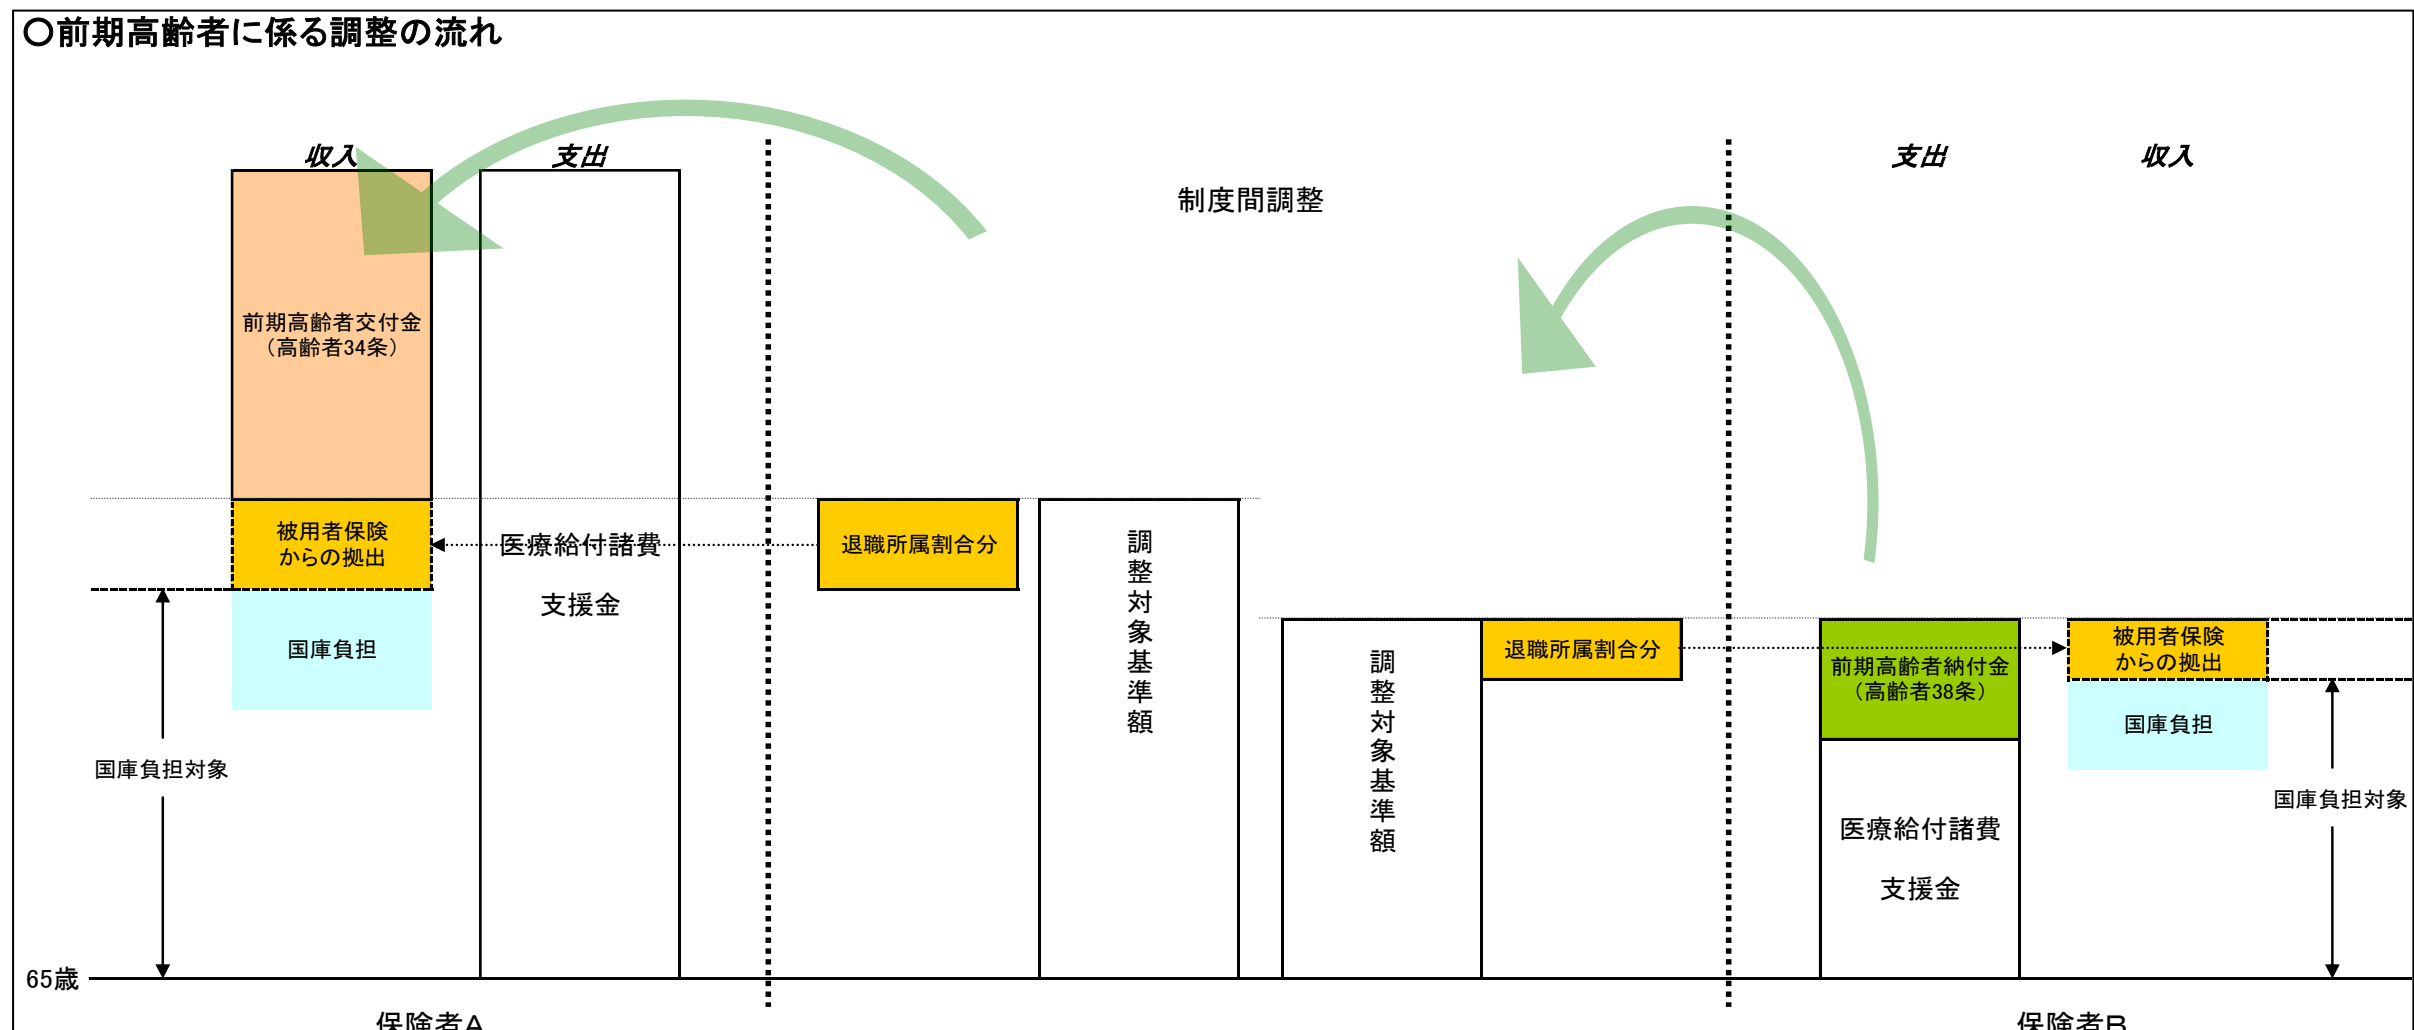 〇前期高齢者に係る調整の流れ
収入
支出
制度間調整
支出
収入
前期高齢者交付金
（高齢者34条）
被用者保険
からの拠出
医療給付諸費
支援金
退職所属割合分
調整対象基準額
国庫負担
国庫負担対象
調整対象基準額
退職所属割合分
前期高齢者納付金
（高齢者38条）
被用者保険
からの拠出
国庫負担
国庫負担対象
医療給付諸費
支援金
65歳
保険者A
保険者B